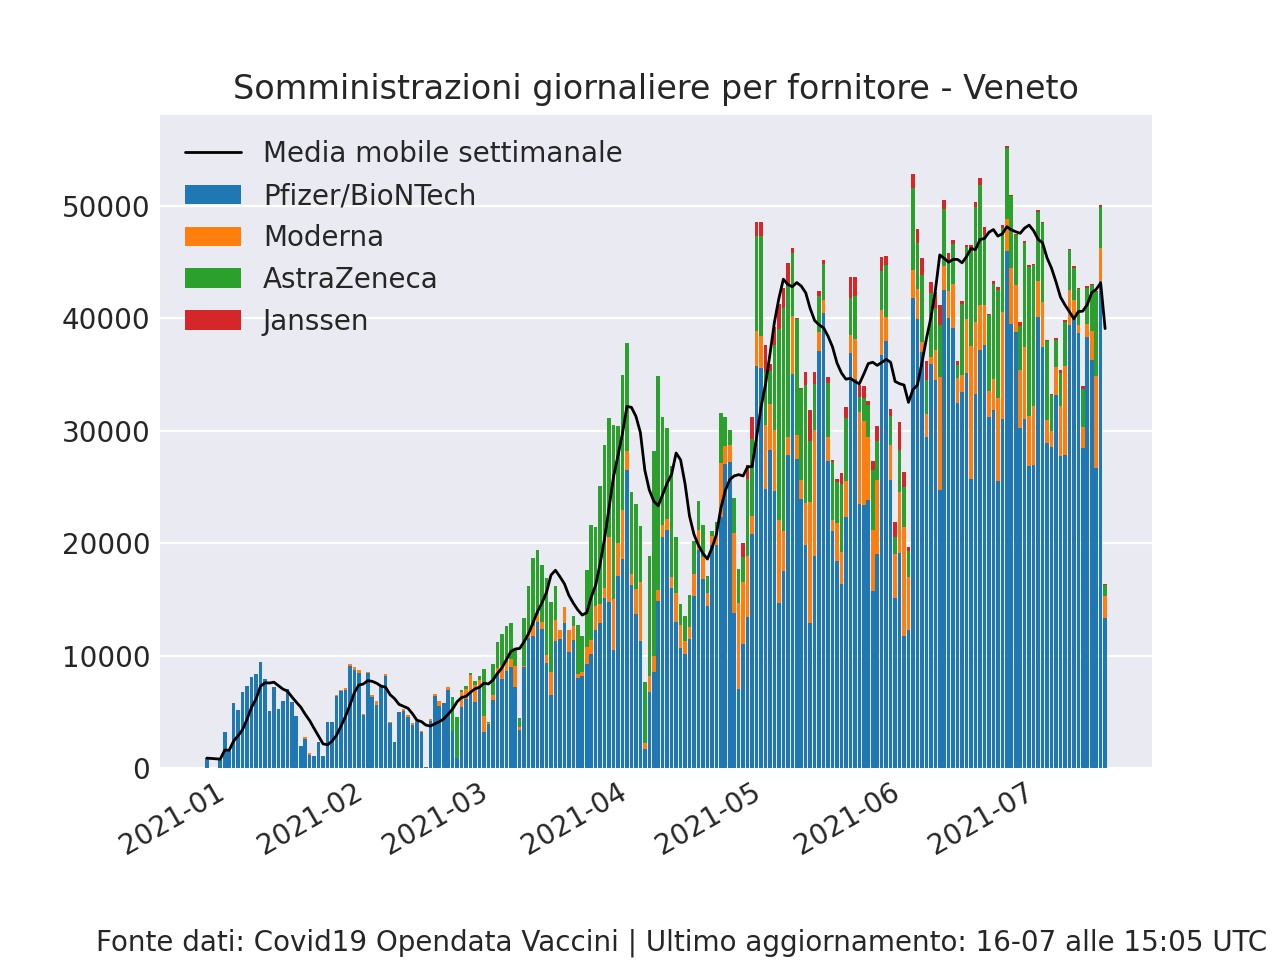 Somministrazioni giornaliere per fornitore - Veneto
Media mobile settimanale
Pfizer/BioNTech
Moderna
AstraZeneca
Janssen
50000
40000
30000
20000
10000
0
2021-01
2021-02
2021-03
2021-04
2021-05
2021-06
2021-07
Fonte dati: Covid19 Opendata Vaccini | Ultimo aggiornamento: 16-07 alle 15:05 UTC